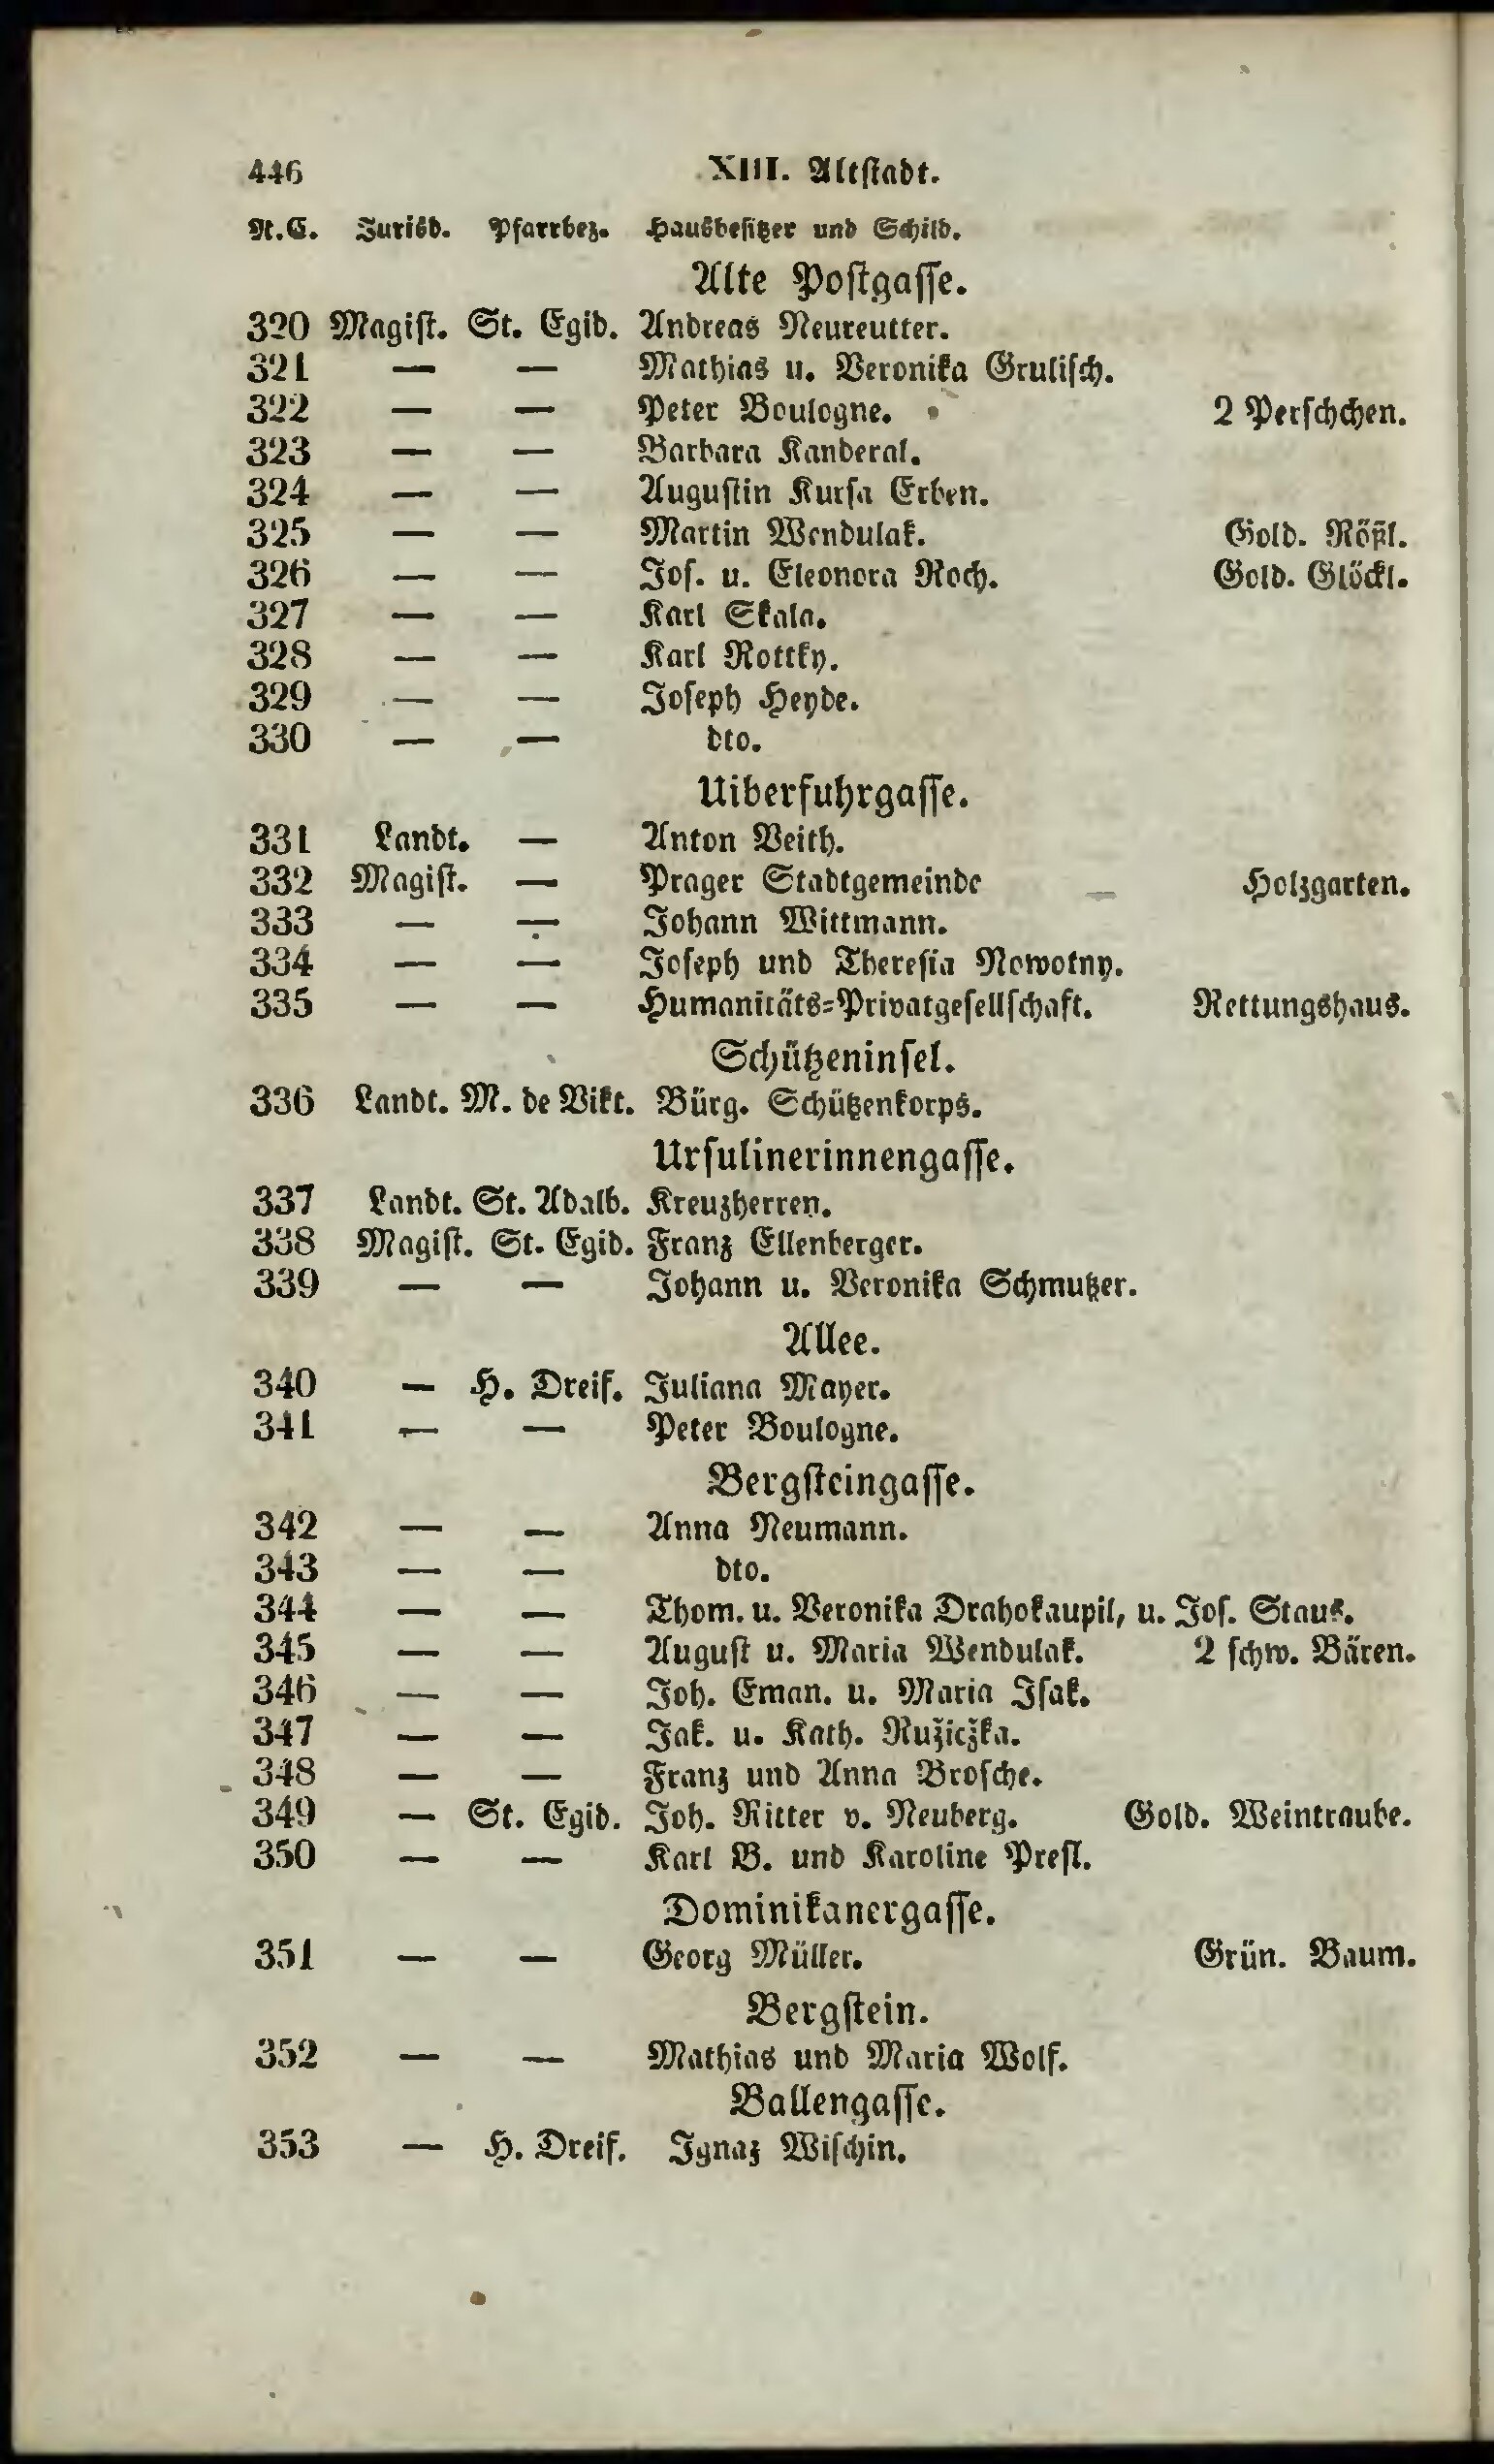 446 XIII. Altſtadt.
N.C. Jurisd. Pfarrbez. Hausbeſitzer und Schild.
Alte Poſtgaſſe.
320 Magiſt. St. Egid. Andreas Neureutter.
321 — — Mathias u. Veronika Gruliſch.
322 — — Peter Boulogne. 2 Perſchchen.
323 — — Barbara Kanderal.
324 — — Auguſtin Kurſa Erben.
325 — — Martin Wendulak. Gold. Rößl.
326 — — Joſ. u. Eleonora Roch. Gold. Glöckl.
327 — — Karl Skala.
328 — — Karl Rottky.
329 — — Joſeph Heyde.
330 — — dto.
Uiberfuhrgaſſe.
331 Landt. — Anton Veith.
332 Magiſt. — Prager Stadtgemeinde Holzgarten.
333 — — Johann Wittmann.
334 — — Joſeph und Thereſia Nowotny.
335 — — Humanitäts=Privatgeſellſchaft. Rettungshaus.
Schützeninſel.
336 Landt. M. de Vikt. Bürg. Schützenkorps.
Urſulinerinnengaſſe.
337 Landt. St. Adalb. Kreuzherren.
338 Magiſt. St. Egid. Franz Ellenberger.
339 — — Johann u. Veronika Schmutzer.
Allee.
340 — H. Dreif. Juliana Mayer.
341 — — Peter Boulogne.
Bergſteingaſſe.
342 — — Anna Neumann.
343 — — dto.
344 — — Thom. u. Veronika Drahokaupil, u. Joſ. Staus.
345 — — Auguſt u. Maria Wendulak. 2 ſchw. Bären.
346 — — Joh. Eman. u. Maria Iſak.
347 — — Jak. u. Kath. Ružička.
348 — — Franz und Anna Broſche.
349 — St. Egid. Joh. Ritter v. Neuberg. Gold. Weintraube.
350 — — Karl B. und Karoline Preſl.
Dominikanergaſſe.
351 — — Georg Müller. Grün. Baum.
Bergſtein.
352 — — Mathias und Maria Wolf.
Ballengaſſe.
353 — H. Dreif. Ignaz Wiſchin.